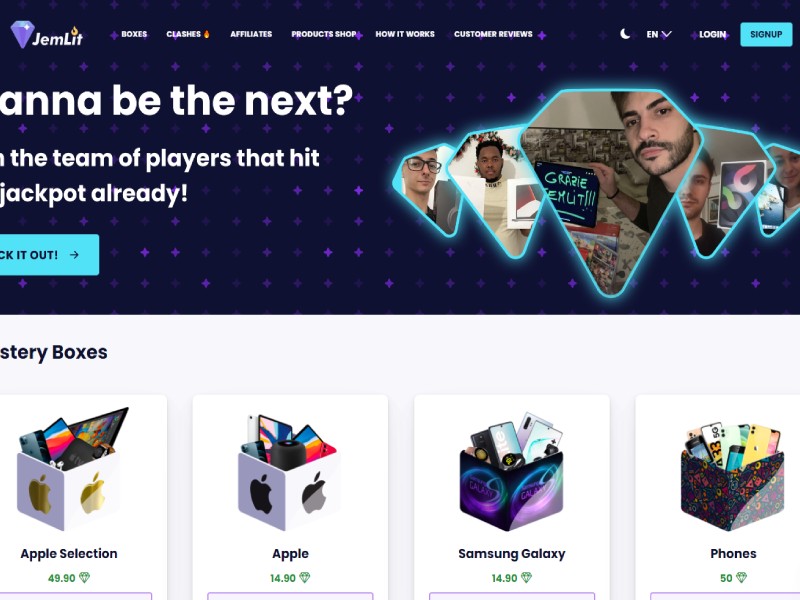 JemLit
BOXES
CLASHES
AFFILIATES
PRODUCTS SHOP
HOW IT WORKS
CUSTOMER REVIEWS
EN
LOGIN
SIGNUP
anna be the next?
n the team of players that hit
jackpot already!
CK IT OUT! →
GRAZIE
JEMLIT!!!
stery Boxes
GALAXY
GALAXY
Apple Selection
Apple
Samsung Galaxy
Phones
49.90
14.90
14.90
50